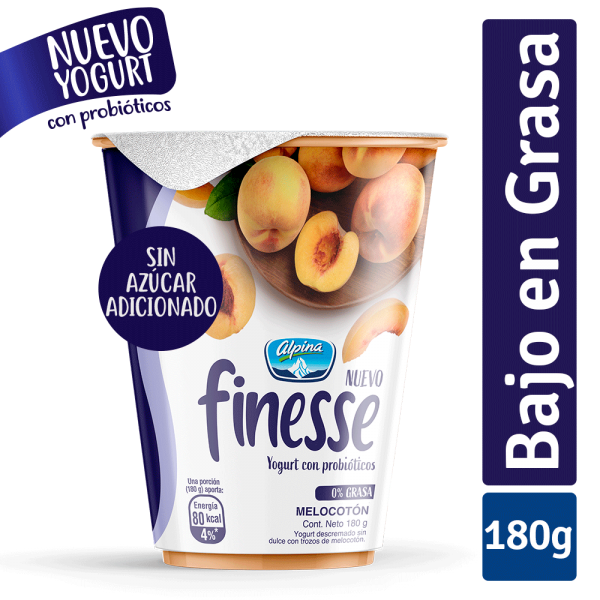 NUEVO
YOGURT
con probióticos
SIN
AZÚCAR
ADICIONADO
Alpina
NUEVO
finesse
Yogurt con probióticos
0% GRASA
MELOCOTÓN
Cont. Neto 180 g
Yogurt descremado sin
dulce con trozos de melocotón.
Una porción
(180 g) aporta:
Energía
80 kcal
4%*
Bajo en Grasa
180g